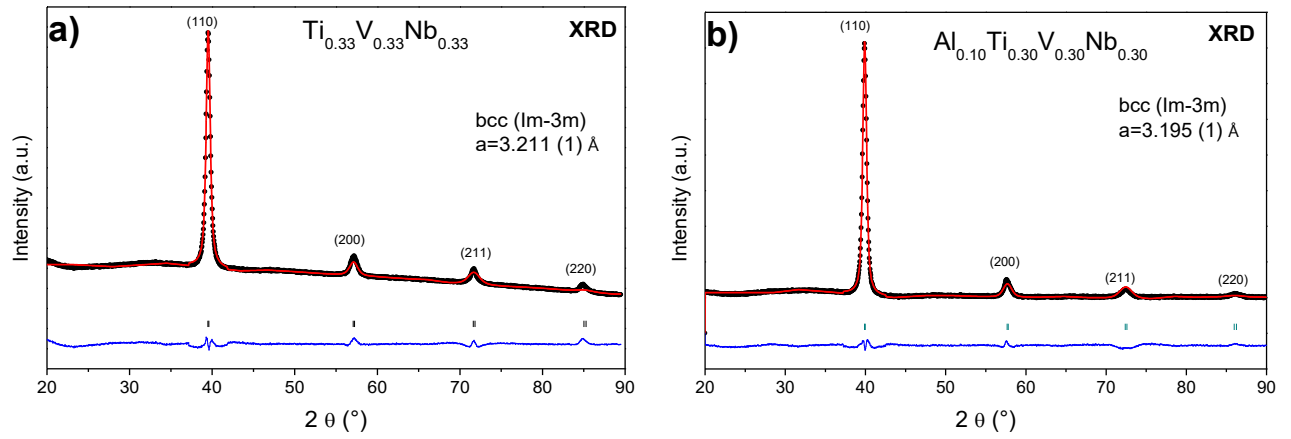 a)
Ti0.33V0.33Nb0.33
XRD
(110)
bcc (Im-3m)
a=3.211 (1) Å
(200)
(211)
(220)
Intensity (a.u.)
20 30 40 50 60 70 80 90
2 θ (°)
b)
Al0.10Ti0.30V0.30Nb0.30
XRD
(110)
bcc (Im-3m)
a=3.195 (1) Å
(200)
(211)
(220)
Intensity (a.u.)
20 30 40 50 60 70 80 90
2 θ (°)